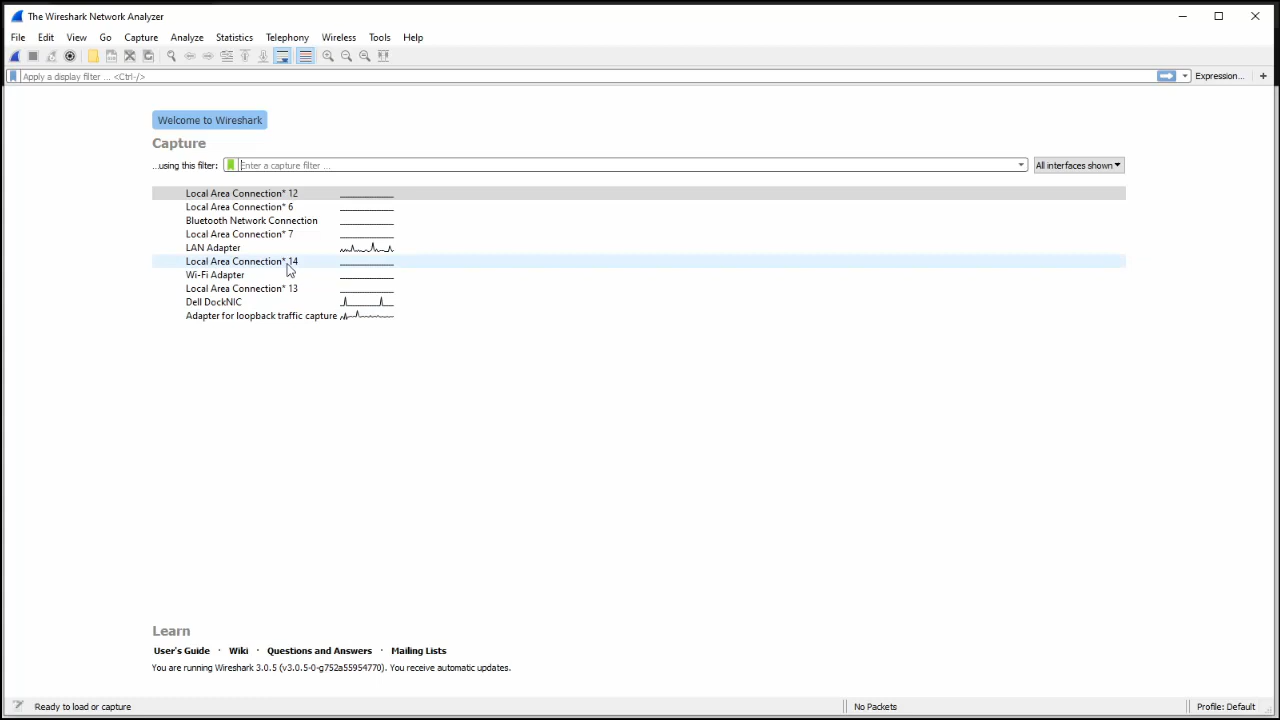 The Wireshark Network Analyzer
File Edit View Go Capture Analyze Statistics Telephony Wireless Tools Help
Apply a display filter ... <Ctrl-/> Expression... +
Welcome to Wireshark
Capture
...using this filter: Enter a capture filter ... All interfaces shown
Local Area Connection* 12
Local Area Connection* 6
Bluetooth Network Connection
Local Area Connection* 7
LAN Adapter
Local Area Connection* 14
Wi-Fi Adapter
Local Area Connection* 13
Dell DockNIC
Adapter for loopback traffic capture
Learn
User's Guide · Wiki · Questions and Answers · Mailing Lists
You are running Wireshark 3.0.5 (v3.0.5-0-g752a55954770). You receive automatic updates.
Ready to load or capture No Packets Profile: Default